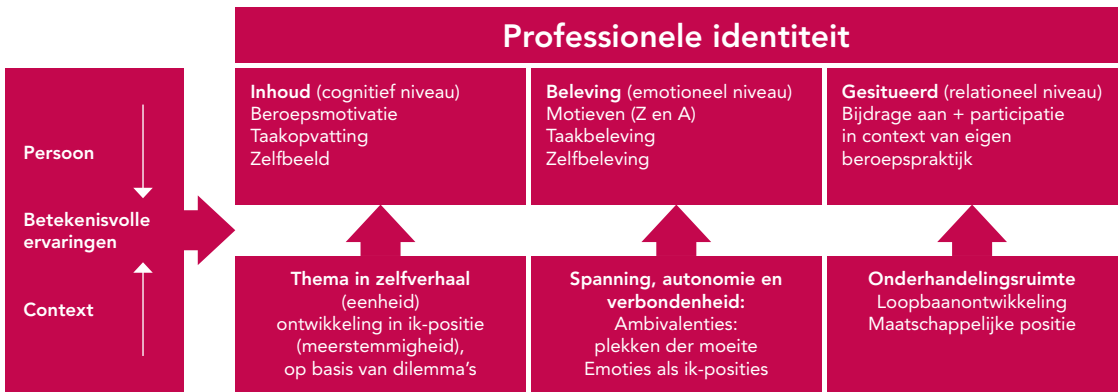 Professionele identiteit
Persoon
Betekenisvolle
ervaringen
Context
Inhoud (cognitief niveau)
Beroepsmotivatie
Taakopvatting
Zelfbeeld
Beleving (emotioneel niveau)
Motieven (Z en A)
Taakbeleving
Zelfbeleving
Gesitueerd (relationeel niveau)
Bijdrage aan + participatie
in context van eigen
beroepspraktijk
Thema in zelfverhaal
(eenheid)
ontwikkeling in ik-positie
(meerstemmigheid),
op basis van dilemma’s
Spanning, autonomie en
verbondenheid:
Ambivalenties:
plekken der moeite
Emoties als ik-posities
Onderhandelingsruimte
Loopbaanontwikkeling
Maatschappelijke positie